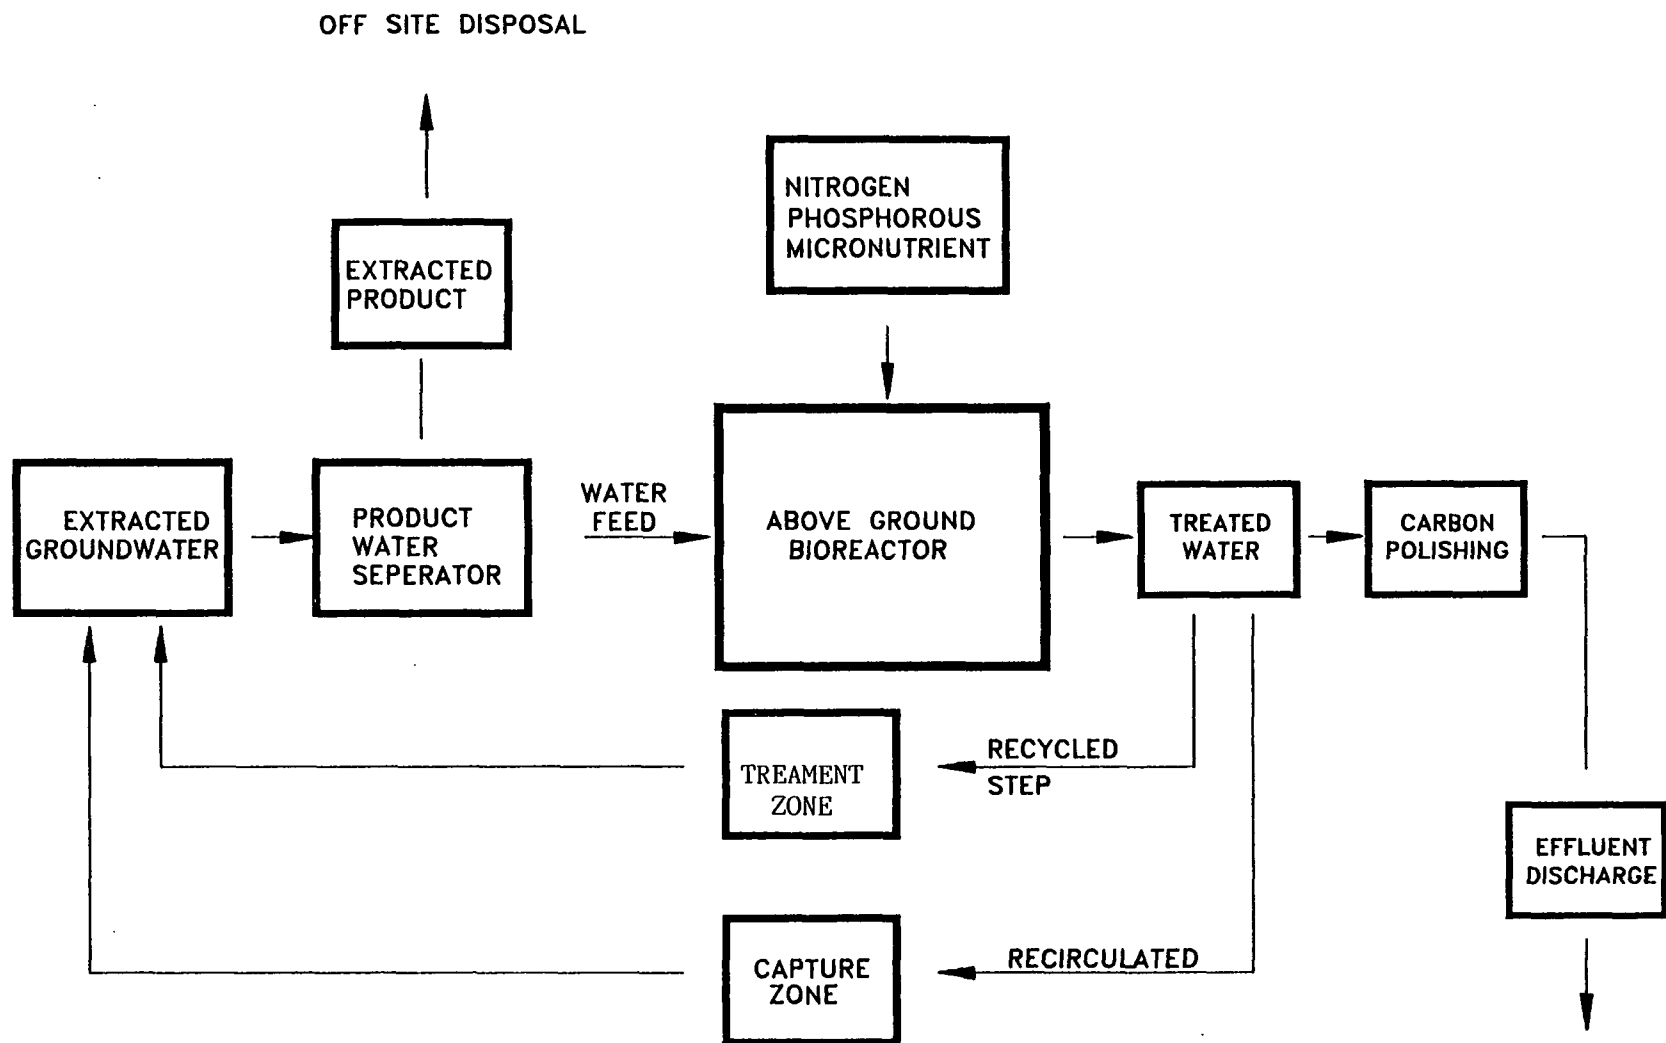 OFF SITE DISPOSAL
NITROGEN
PHOSPHOROUS
MICRONUTRIENT
EXTRACTED
PRODUCT
EXTRACTED
GROUNDWATER
PRODUCT
WATER
SEPERATOR
WATER
FEED
ABOVE GROUND
BIOREACTOR
TREATED
WATER
CARBON
POLISHING
RECYCLED
STEP
TREAMENT
ZONE
EFFLUENT
DISCHARGE
RECIRCULATED
CAPTURE
ZONE